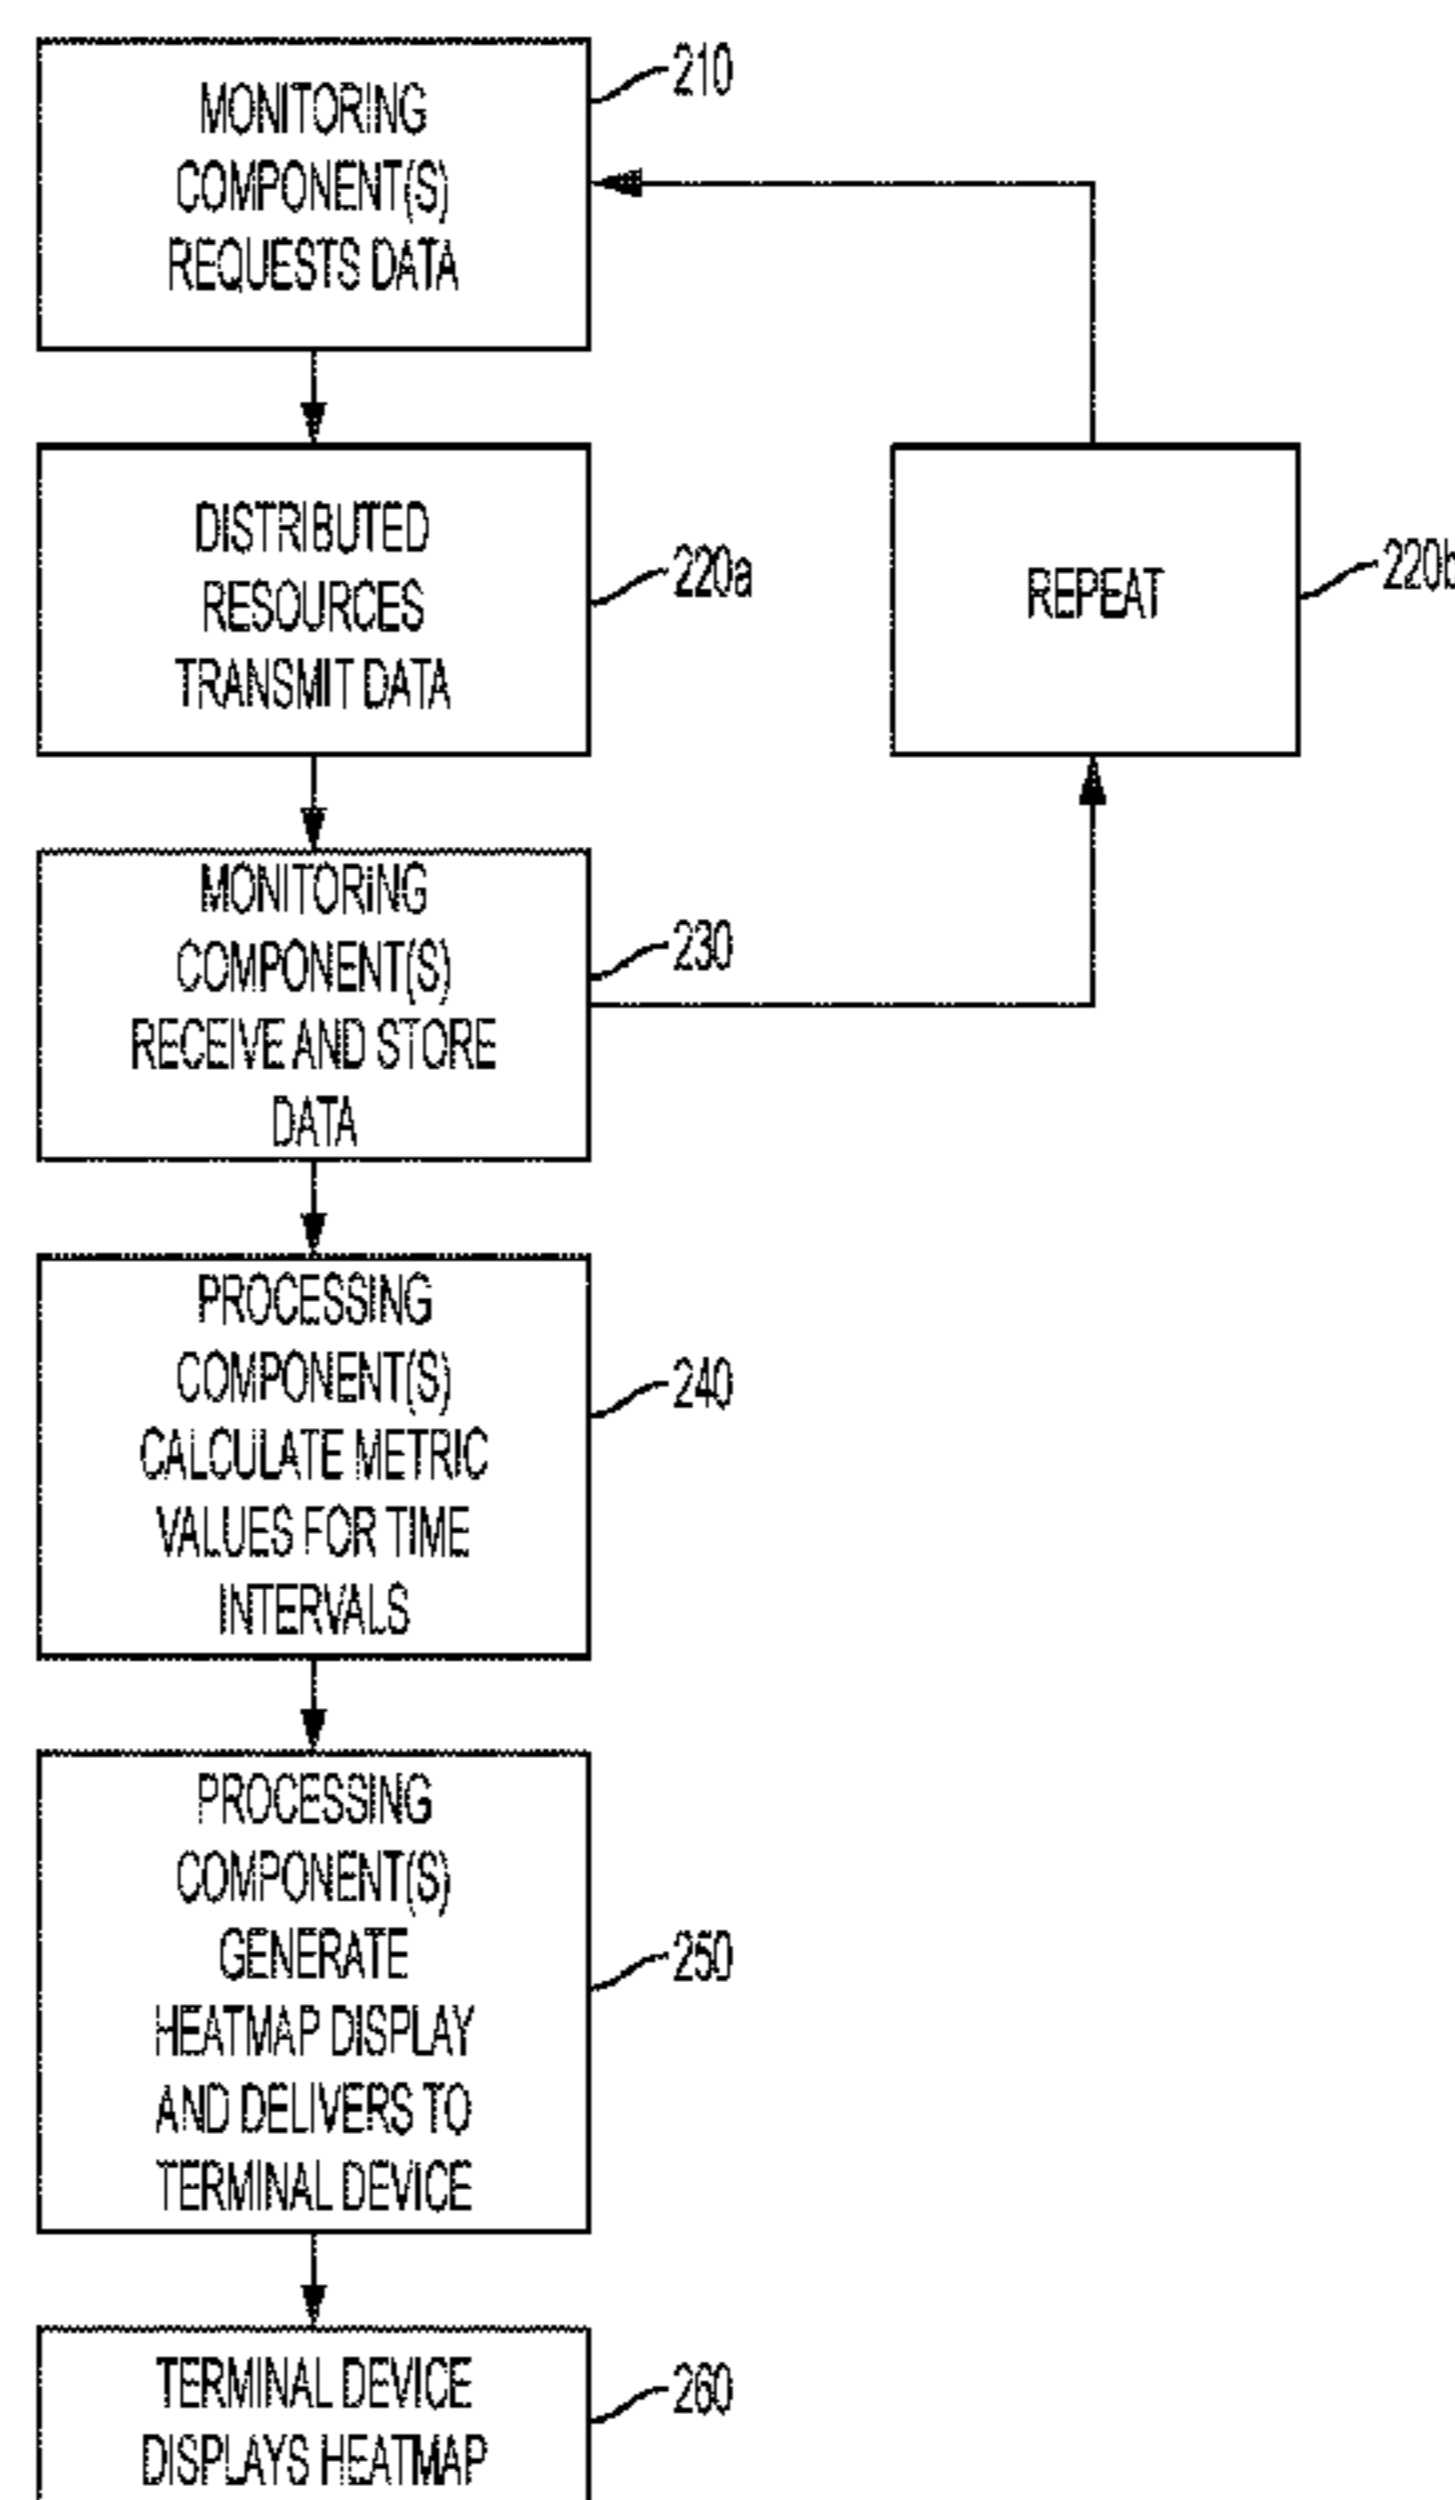 MONITORING
COMPONENT(S)
REQUESTS DATA
210
DISTRIBUTED
RESOURCES
TRANSMIT DATA
220a
REPEAT
220b
MONITORING
COMPONENT(S)
RECEIVE AND STORE
DATA
230
PROCESSING
COMPONENT(S)
CALCULATE METRIC
VALUES FOR TIME
INTERVALS
240
PROCESSING
COMPONENT(S)
GENERATE
HEATMAP DISPLAY
AND DELIVERS TO
TERMINAL DEVICE
250
TERMINAL DEVICE
DISPLAYS HEATMAP
260